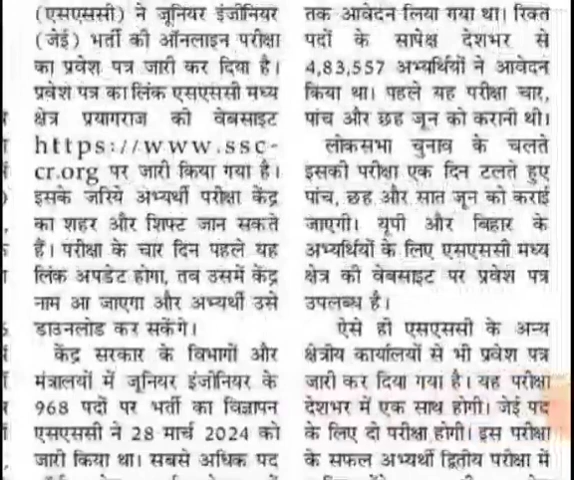 (एसएससी) ने जूनियर इंजीनियर
(जेई) भर्ती की ऑनलाइन परीक्षा
का प्रवेश पत्र जारी कर दिया है।
प्रवेश पत्र का लिंक एसएससी मध्य
क्षेत्र प्रयागराज की वेबसाइट
https://www.ssc-
cr.org पर जारी किया गया है।
इसके जरिये अभ्यर्थी परीक्षा केंद्र
का शहर और शिफ्ट जान सकते
हैं। परीक्षा के चार दिन पहले यह
लिंक अपडेट होगा, तब उसमें केंद्र
नाम आ जाएगा और अभ्यर्थी उसे
डाउनलोड कर सकेंगे।
केंद्र सरकार के विभागों और
मंत्रालयों में जूनियर इंजीनियर के
968 पदों पर भर्ती का विज्ञापन
एसएससी ने 28 मार्च 2024 को
जारी किया था। सबसे अधिक पद
तक आवेदन लिया गया था। रिक्त
पदों के सापेक्ष देशभर से
4,83,557 अभ्यर्थियों ने आवेदन
किया था। पहले यह परीक्षा चार,
पांच और छह जून को करानी थी।
लोकसभा चुनाव के चलते
इसकी परीक्षा एक दिन टलते हुए
पांच, छह और सात जून को कराई
जाएगी। यूपी और बिहार के
अभ्यर्थियों के लिए एसएससी मध्य
क्षेत्र की वेबसाइट पर प्रवेश पत्र
उपलब्ध है।
ऐसे ही एसएससी के अन्य
क्षेत्रीय कार्यालयों से भी प्रवेश पत्र
जारी कर दिया गया है। यह परीक्षा
देशभर में एक साथ होगी। जेई पद
के लिए दो परीक्षा होगी। इस परीक्षा
के सफल अभ्यर्थी द्वितीय परीक्षा में